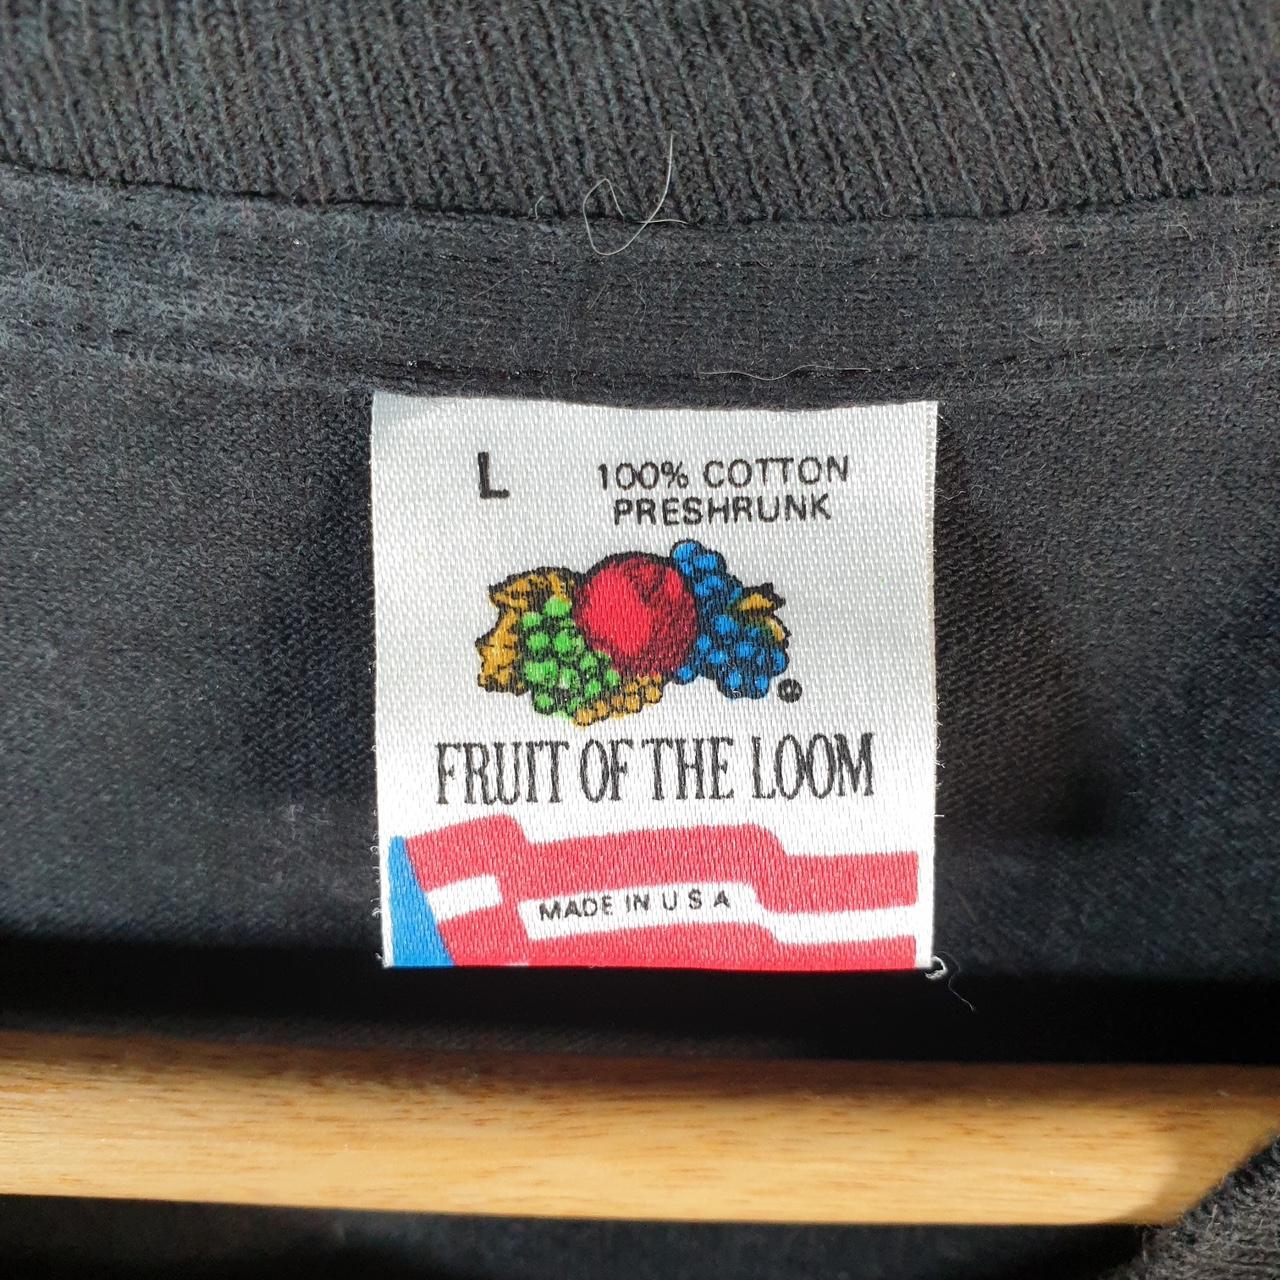 L
100% COTTON
PRESHRUNK
®
FRUIT OF THE LOOM
MADE IN U S A